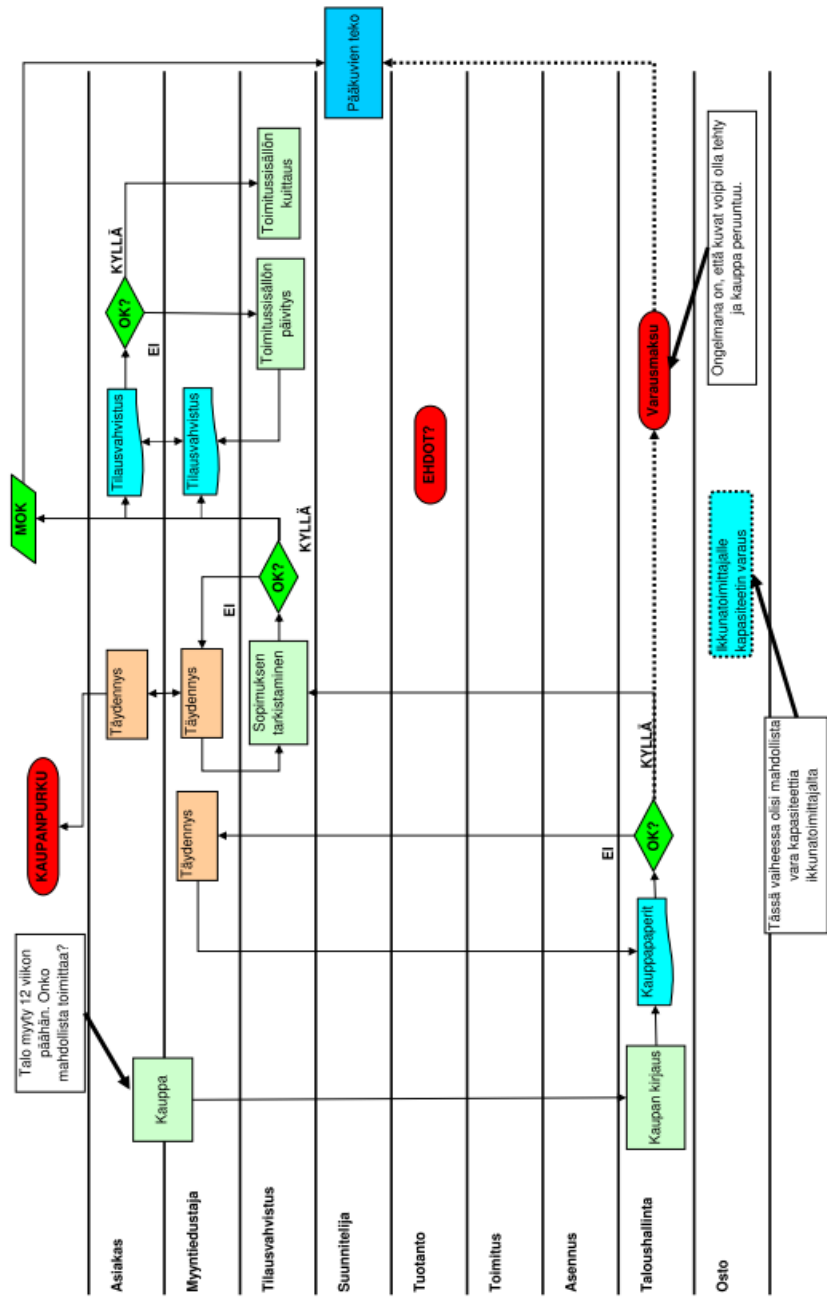 Talo myyty 12 viikon
päähän. Onko
mahdollista toimittaa?
KAUPANPURKU
MOK
Asiakas
Täydennys
Tilausvahvistus
OK?
KYLLÄ
EI
Kauppa
Myyntiedustaja
Täydennys
Täydennys
Tilausvahvistus
EI
Tilausvahvistus
Sopimuksen
tarkistaminen
OK?
KYLLÄ
Toimitussisällön
päivitys
Toimitussisällön
kuittaus
Suunnitelija
Pääkuvien teko
Tuotanto
EHDOT?
Toimitus
Asennus
EI
KYLLÄ
Taloushallinta
Kaupan kirjaus
Kauppapaperit
OK?
Varausmaksu
Osto
Ikkunatoimittajalle
kapasiteetin varaus
Ongelmana on, että kuvat voipi olla tehty
ja kauppa peruuntuu.
Tässä vaiheessa olisi mahdollista
vara kapasiteettia
ikkunatoimittajalta